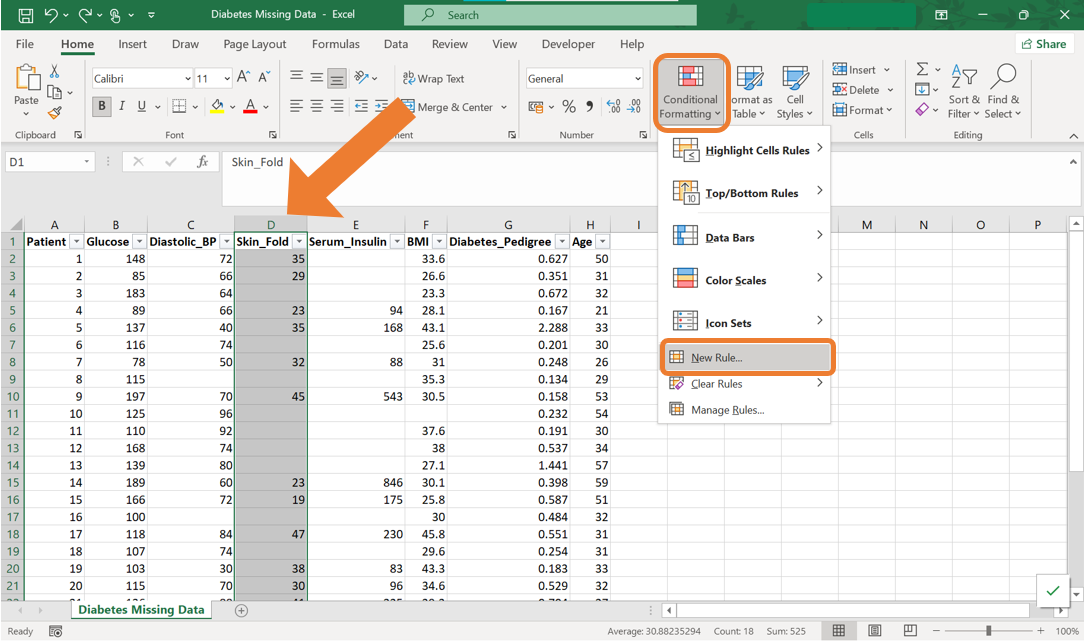 Diabetes Missing Data - Excel
Search
File Home Insert Draw Page Layout Formulas Data Review View Developer Help Share
Paste
Clipboard
Calibri 11 A A
B I U A
Font
Wrap Text
Merge & Center
ment
General
% 9
Number
Conditional Formatting
ormat as Table
Cell Styles
Insert
Delete
Format
Cells
Sort & Filter
Find & Select
Editing
D1 fx Skin_Fold
Highlight Cells Rules
Top/Bottom Rules
10
Data Bars
Color Scales
Icon Sets
New Rule...
Clear Rules
Manage Rules...
A B C D E F G H I M N O P
1 Patient Glucose Diastolic_BP Skin_Fold Serum_Insulin BMI Diabetes_Pedigree Age
2 1 148 72 35 33.6 0.627 50
3 2 85 66 29 26.6 0.351 31
4 3 183 64 23.3 0.672 32
5 4 89 66 23 94 28.1 0.167 21
6 5 137 40 35 168 43.1 2.288 33
7 6 116 74 25.6 0.201 30
8 7 78 50 32 88 31 0.248 26
9 8 115 35.3 0.134 29
10 9 197 70 45 543 30.5 0.158 53
11 10 125 96 0.232 54
12 11 110 92 37.6 0.191 30
13 12 168 74 38 0.537 34
14 13 139 80 27.1 1.441 57
15 14 189 60 23 846 30.1 0.398 59
16 15 166 72 19 175 25.8 0.587 51
17 16 100 30 0.484 32
18 17 118 84 47 230 45.8 0.551 31
19 18 107 74 29.6 0.254 31
20 19 103 30 38 83 43.3 0.183 33
21 20 115 70 30 96 34.6 0.529 32
Diabetes Missing Data
Ready Average: 30.88235294 Count: 18 Sum: 525 100%